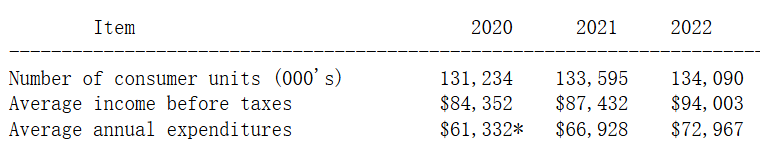 Item 2020 2021 2022
Number of consumer units (000's) 131,234 133,595 134,090
Average income before taxes $84,352 $87,432 $94,003
Average annual expenditures $61,332* $66,928 $72,967